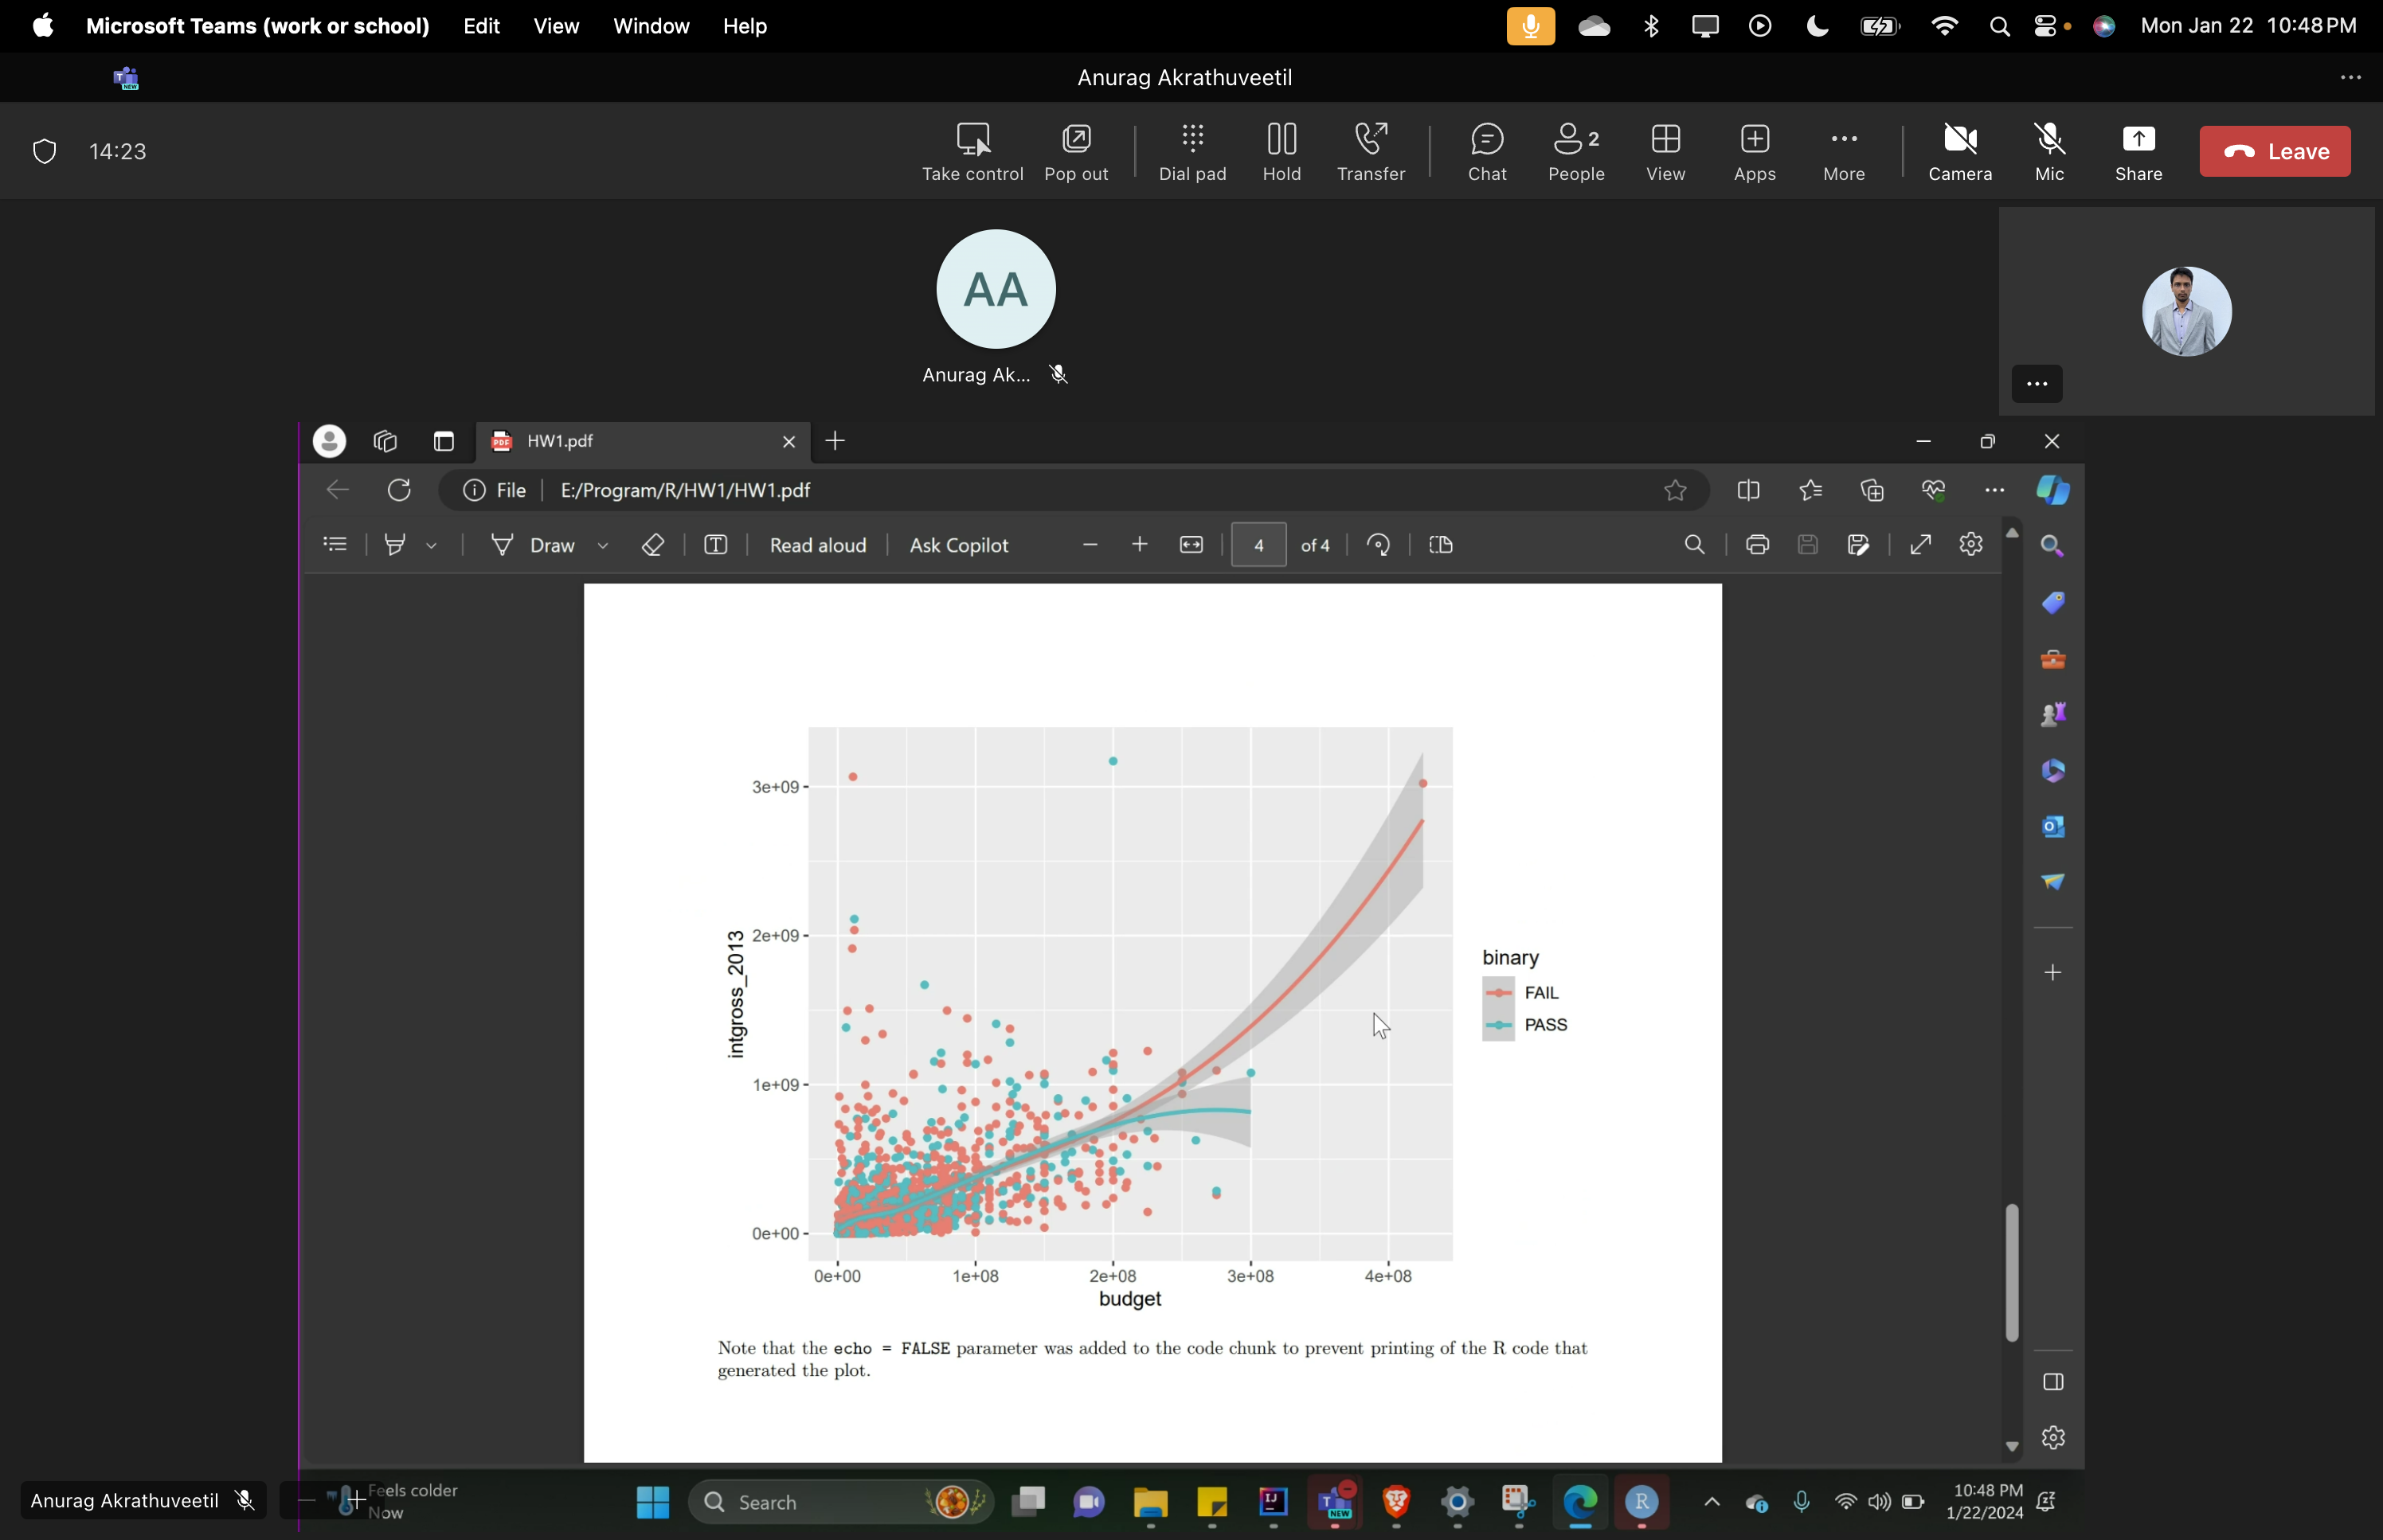 Microsoft Teams (work or school) Edit View Window Help Mon Jan 22 10:48 PM
Anurag Akrathuveetil
14:23 Take control Pop out Dial pad Hold Transfer Chat People 2 View Apps More Camera Mic Share Leave
AA
Anurag Ak...
HW1.pdf
File E:/Program/R/HW1/HW1.pdf
Draw Read aloud Ask Copilot 4 of 4
3e+09
2e+09
1e+09
0e+00
intgross_2013
0e+00 1e+08 2e+08 3e+08 4e+08
budget
binary
FAIL
PASS
Note that the echo = FALSE parameter was added to the code chunk to prevent printing of the R code that
generated the plot.
Anurag Akrathuveetil
Feels colder
Now
Search
10:48 PM
1/22/2024